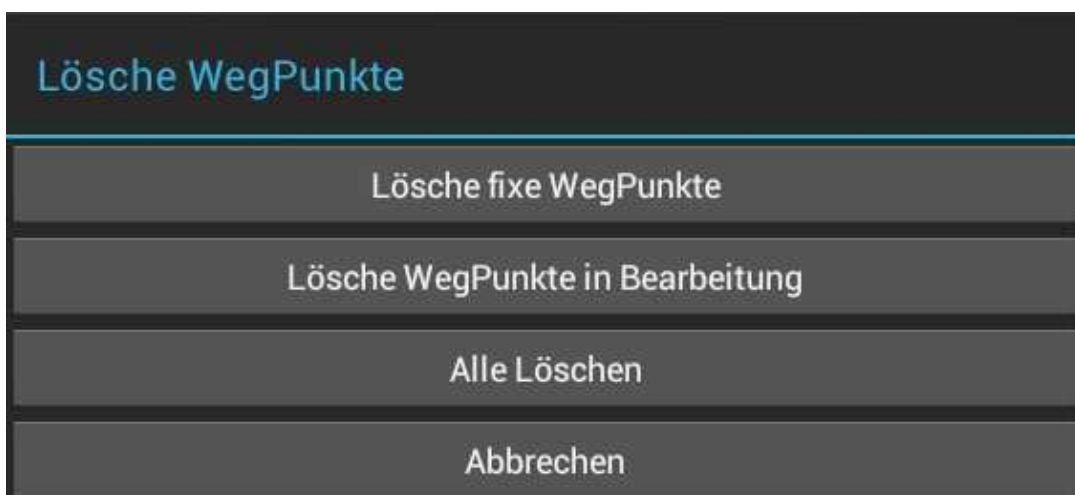 Lösche WegPunkte
Lösche fixe WegPunkte
Lösche WegPunkte in Bearbeitung
Alle Löschen
Abbrechen